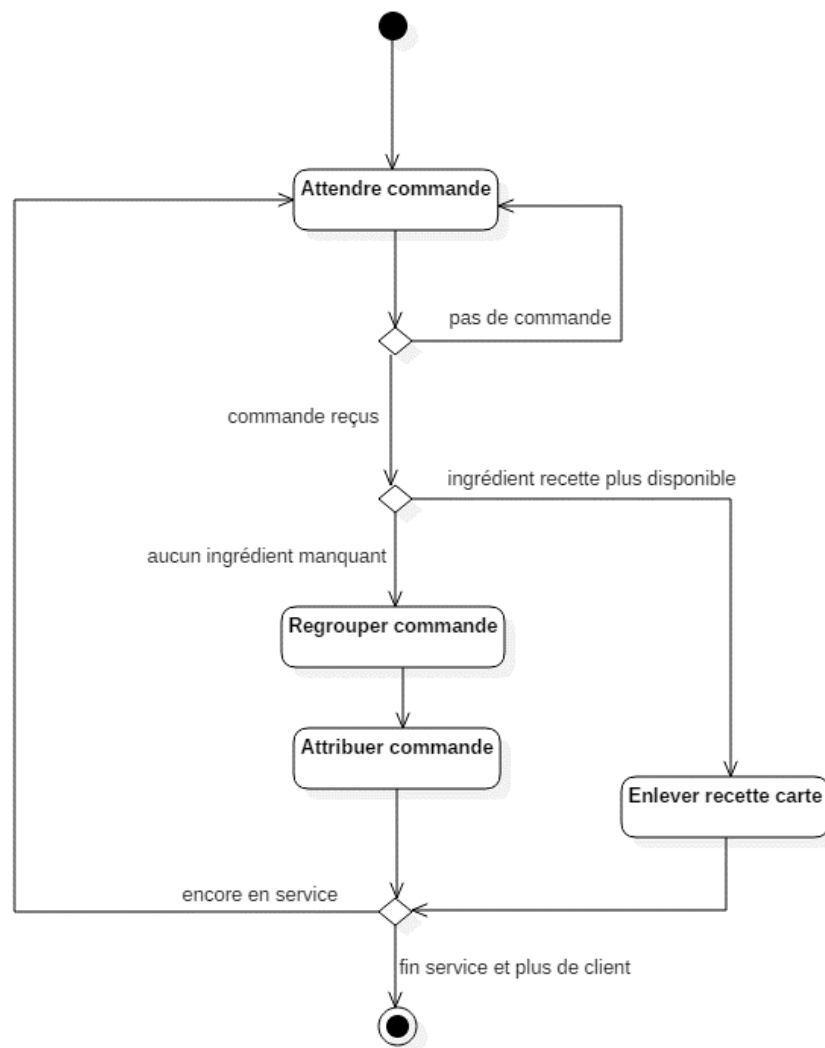 Attendre commande
pas de commande
commande reçus
ingrédient recette plus disponible
aucun ingrédient manquant
Regrouper commande
Attribuer commande
Enlever recette carte
encore en service
fin service et plus de client